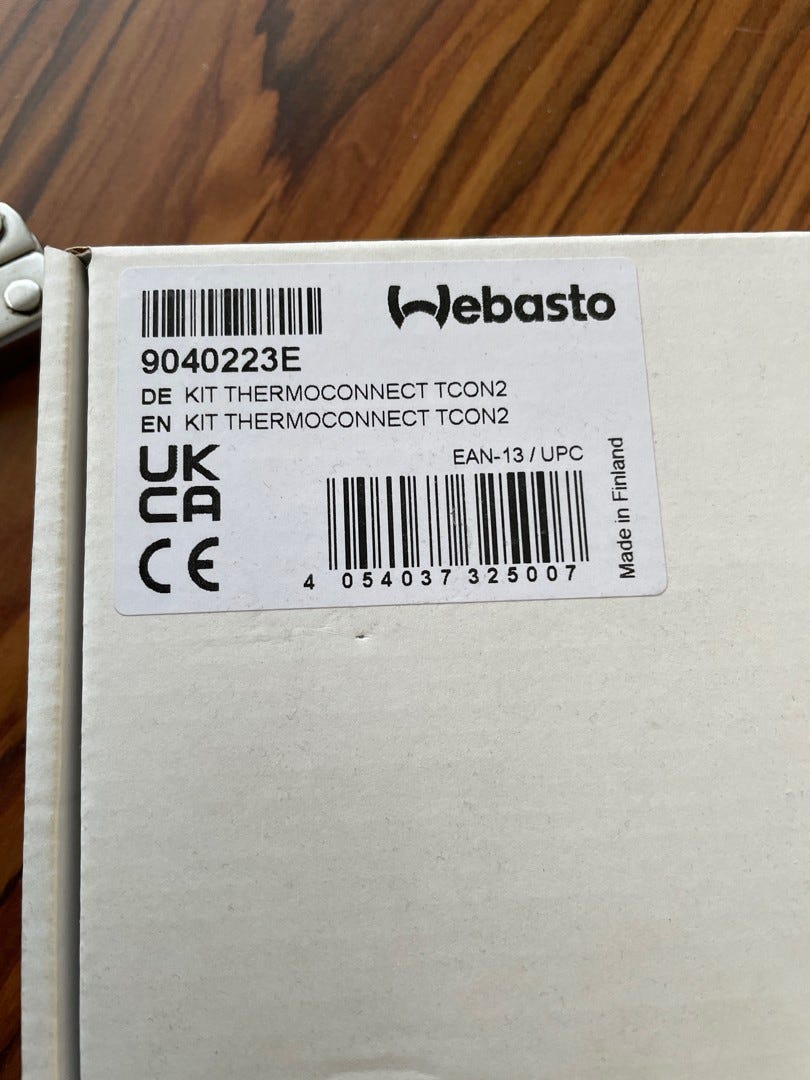 Webasto
9040223E
DE KIT THERMOCONNECT TCON2
EN KIT THERMOCONNECT TCON2
UK
CA
CE
EAN-13 / UPC
4 054037 325007
Made in Finland